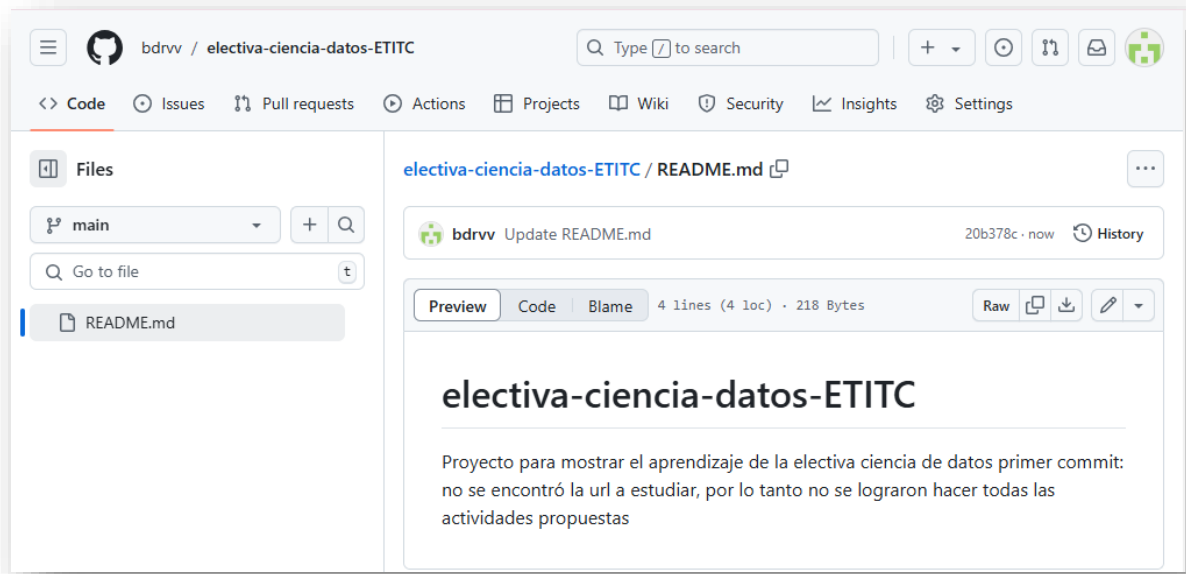 bdrvv / electiva-ciencia-datos-ETITC
Type / to search
Code Issues Pull requests Actions Projects Wiki Security Insights Settings
Files
main
Go to file
t
README.md
electiva-ciencia-datos-ETITC / README.md
bdrvv Update README.md 20b378c · now History
Preview Code Blame 4 lines (4 loc) · 218 Bytes Raw
electiva-ciencia-datos-ETITC
Proyecto para mostrar el aprendizaje de la electiva ciencia de datos primer commit:
no se encontró la url a estudiar, por lo tanto no se lograron hacer todas las
actividades propuestas